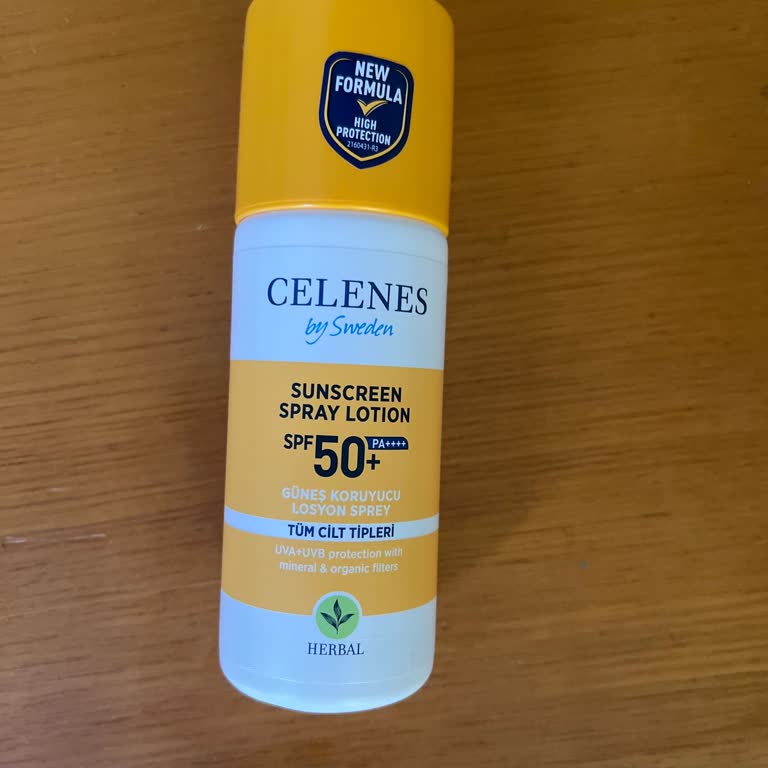 NEW
FORMULA
HIGH
PROTECTION
2160431-R3
CELENES
by Sweden
SUNSCREEN
SPRAY LOTION
SPF 50+ PA++++
GÜNEŞ KORUYUCU
LOSYON SPREY
TÜM CİLT TİPLERİ
UVA+UVB protection with
mineral & organic filters
HERBAL